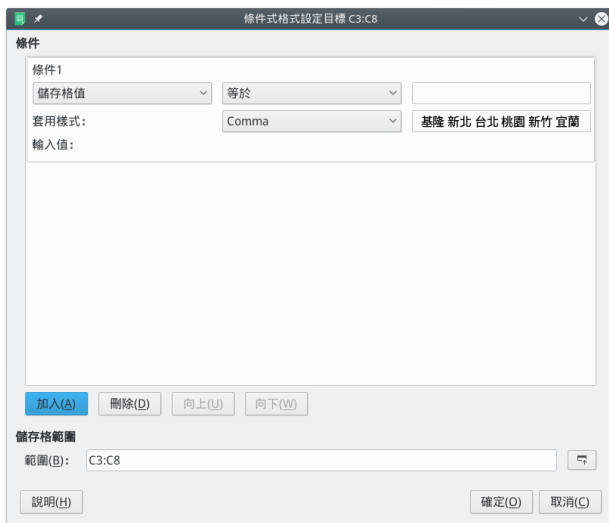 條件式格式設定目標 C3:C8
條件
條件1
儲存格值 等於
套用樣式: Comma 基隆 新北 台北 桃園 新竹 宜蘭
輸入值:
加入(A) 刪除(D) 向上(U) 向下(W)
儲存格範圍
範圍(B): C3:C8
說明(H) 確定(O) 取消(C)